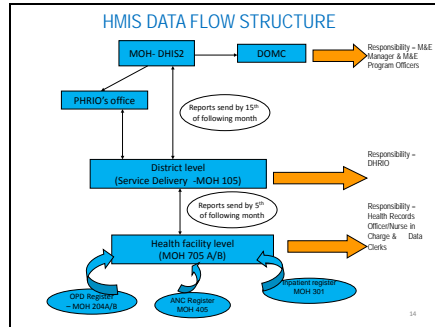 HMIS DATA FLOW STRUCTURE
MOH- DHIS2
DOMC
Responsibility – M&E
Manager & M&E
Program Officers
PHRIO's office
Reports send by 15th
of following month
District level
(Service Delivery -MOH 105)
Responsibility =
DHRIO
Reports send by 5th
of following month
Health facility level
(MOH 705 A/B)
Responsibility =
Health Records
Officer/Nurse in
Charge & Data
Clerks
OPD Register
– MOH 204A/B
ANC Register
MOH 405
Inpatient register
MOH 301
14